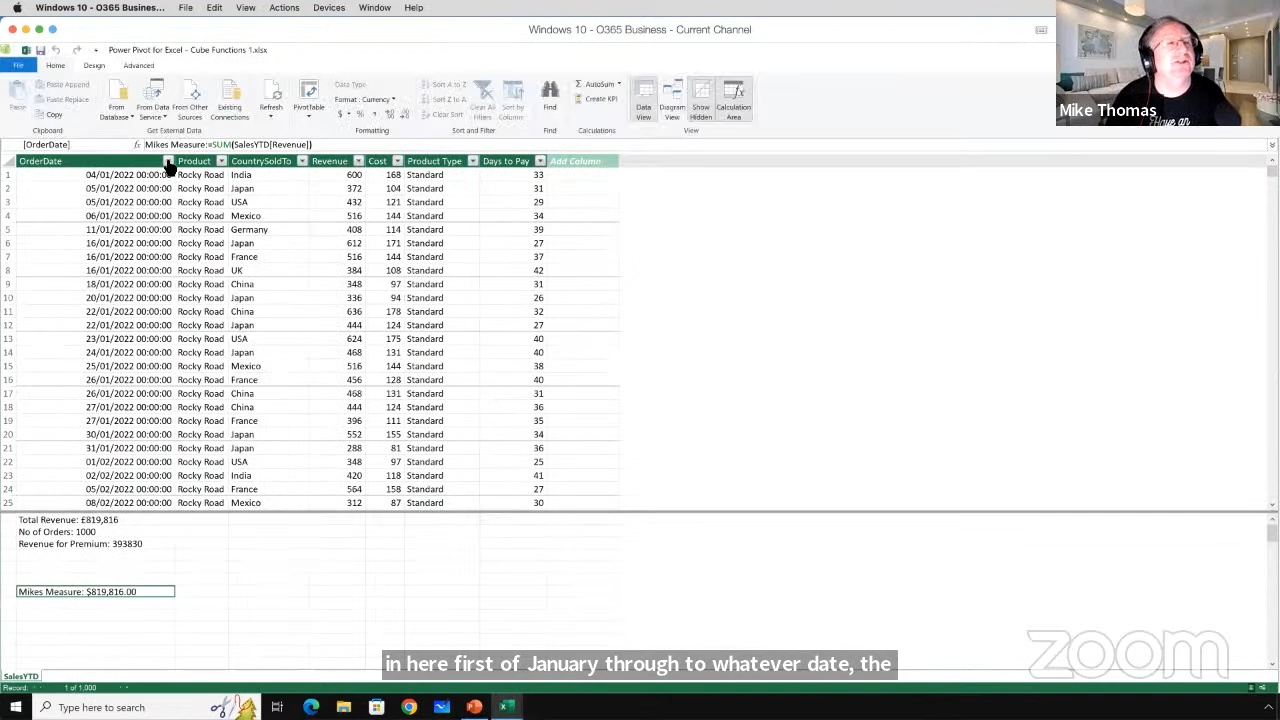 Windows 10 - O365 Busines... File Edit View Actions Devices Window Help
Windows 10 - O365 Business - Current Channel
Power Pivot for Excel - Cube Functions 1.xlsx
File Home Design Advanced
Paste
Paste Append
Paste Replace
Copy
Clipboard
From Database
From Data Service
From Other Sources
Existing Connections
Get External Data
Refresh
PivotTable
Data Type
Format : Currency
$ %
Formatting
Sort A to Z
Sort Z to A
Clear Sort
Clear All Filters
Sort by Column
Sort and Filter
Find
Find
AutoSum
Create KPI
Calculations
Data View
Diagram View
Show Hidden
Calculation Area
View
[OrderDate] fx Mikes Measure:=SUM(SalesYTD[Revenue])
OrderDate Product CountrySoldTo Revenue Cost Product Type Days to Pay Add Column
1 04/01/2022 00:00:00 Rocky Road India 600 168 Standard 33
2 05/01/2022 00:00:00 Rocky Road Japan 372 104 Standard 31
3 05/01/2022 00:00:00 Rocky Road USA 432 121 Standard 29
4 06/01/2022 00:00:00 Rocky Road Mexico 516 144 Standard 34
5 11/01/2022 00:00:00 Rocky Road Germany 408 114 Standard 39
6 16/01/2022 00:00:00 Rocky Road Japan 612 171 Standard 27
7 16/01/2022 00:00:00 Rocky Road France 516 144 Standard 37
8 16/01/2022 00:00:00 Rocky Road UK 384 108 Standard 42
9 18/01/2022 00:00:00 Rocky Road China 348 97 Standard 31
10 20/01/2022 00:00:00 Rocky Road Japan 336 94 Standard 26
11 22/01/2022 00:00:00 Rocky Road China 636 178 Standard 32
12 22/01/2022 00:00:00 Rocky Road Japan 444 124 Standard 27
13 23/01/2022 00:00:00 Rocky Road USA 624 175 Standard 40
14 24/01/2022 00:00:00 Rocky Road Japan 468 131 Standard 40
15 25/01/2022 00:00:00 Rocky Road Mexico 516 144 Standard 38
16 26/01/2022 00:00:00 Rocky Road France 456 128 Standard 40
17 26/01/2022 00:00:00 Rocky Road China 468 131 Standard 31
18 27/01/2022 00:00:00 Rocky Road China 444 124 Standard 36
19 27/01/2022 00:00:00 Rocky Road France 396 111 Standard 35
20 30/01/2022 00:00:00 Rocky Road Japan 552 155 Standard 34
21 31/01/2022 00:00:00 Rocky Road Japan 288 81 Standard 36
22 01/02/2022 00:00:00 Rocky Road USA 348 97 Standard 25
23 02/02/2022 00:00:00 Rocky Road India 420 118 Standard 41
24 05/02/2022 00:00:00 Rocky Road France 564 158 Standard 27
25 08/02/2022 00:00:00 Rocky Road Mexico 312 87 Standard 30
Total Revenue: £819,816
No of Orders: 1000
Revenue for Premium: 393830
Mikes Measure: $819,816.00
in here first of January through to whatever date, the
zoom
SalesYTD
Record: 1 of 1,000
Type here to search
Mike Thomas
Have an